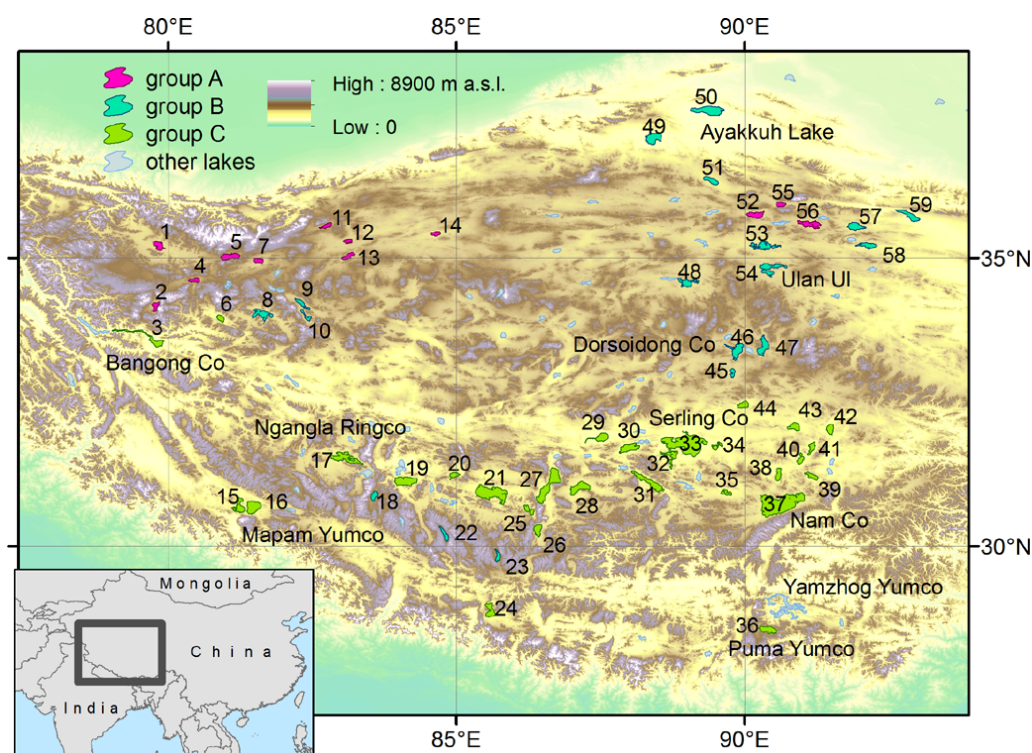 80°E 85°E 90°E
group A
group B
group C
other lakes
High : 8900 m a.s.l.
Low : 0
50
49
Ayakkuh Lake
51
52 55
56
57 59
58
53
54
Ulan Ul
48
35°N
1
5 7
11
12
13
14
4
2
6 8 9
10
3
Bangong Co
Dorsoidong Co
46
47
45
44 43 42
Serling Co
29
30
33
34
32
31
40 41
38
39
35
37
Nam Co
Ngangla Ringco
17
19
20
21
27
28
18
25
26
15 16
Mapam Yumco
22
23
30°N
24
Yamzhog Yumco
36
Puma Yumco
Mongolia
China
India
85°E 90°E